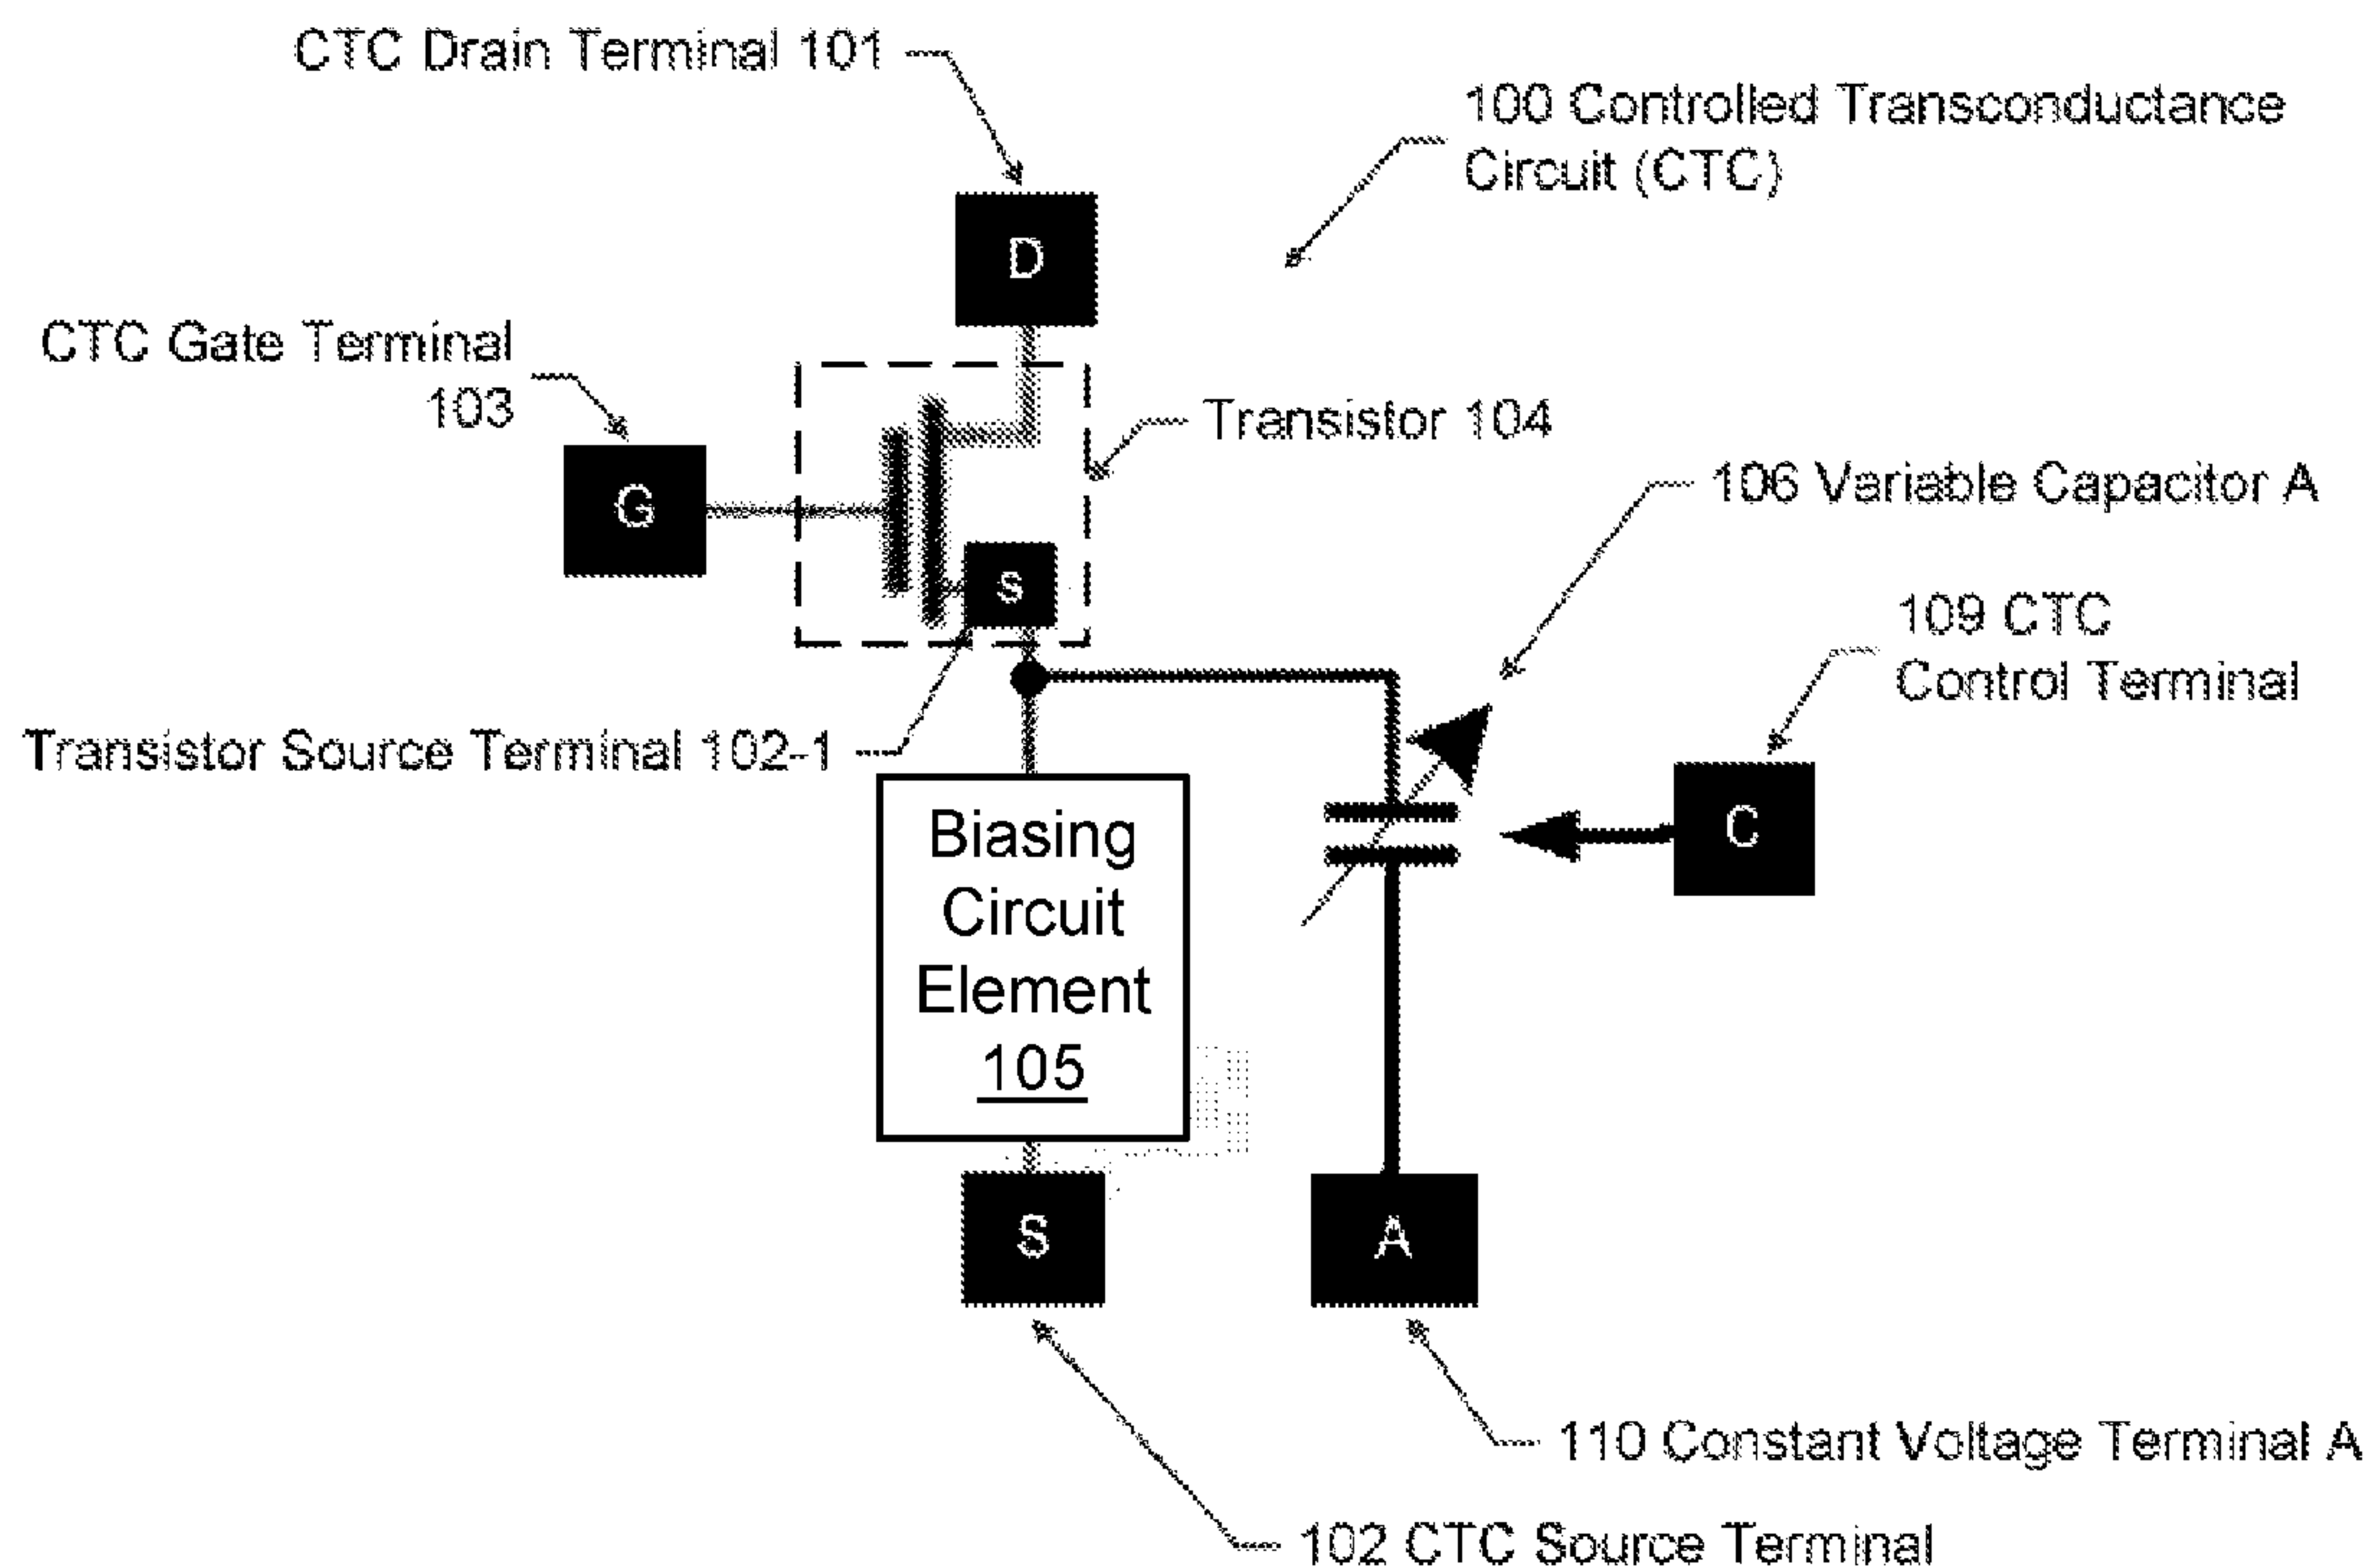 CTC Drain Terminal 101
100 Controlled Transconductance
Circuit (CTC)
D
CTC Gate Terminal
103
G
Transistor 104
106 Variable Capacitor A
S
109 CTC
Control Terminal
Transistor Source Terminal 102-1
C
Biasing
Circuit
Element
105
S
A
110 Constant Voltage Terminal A
102 CTC Source Terminal